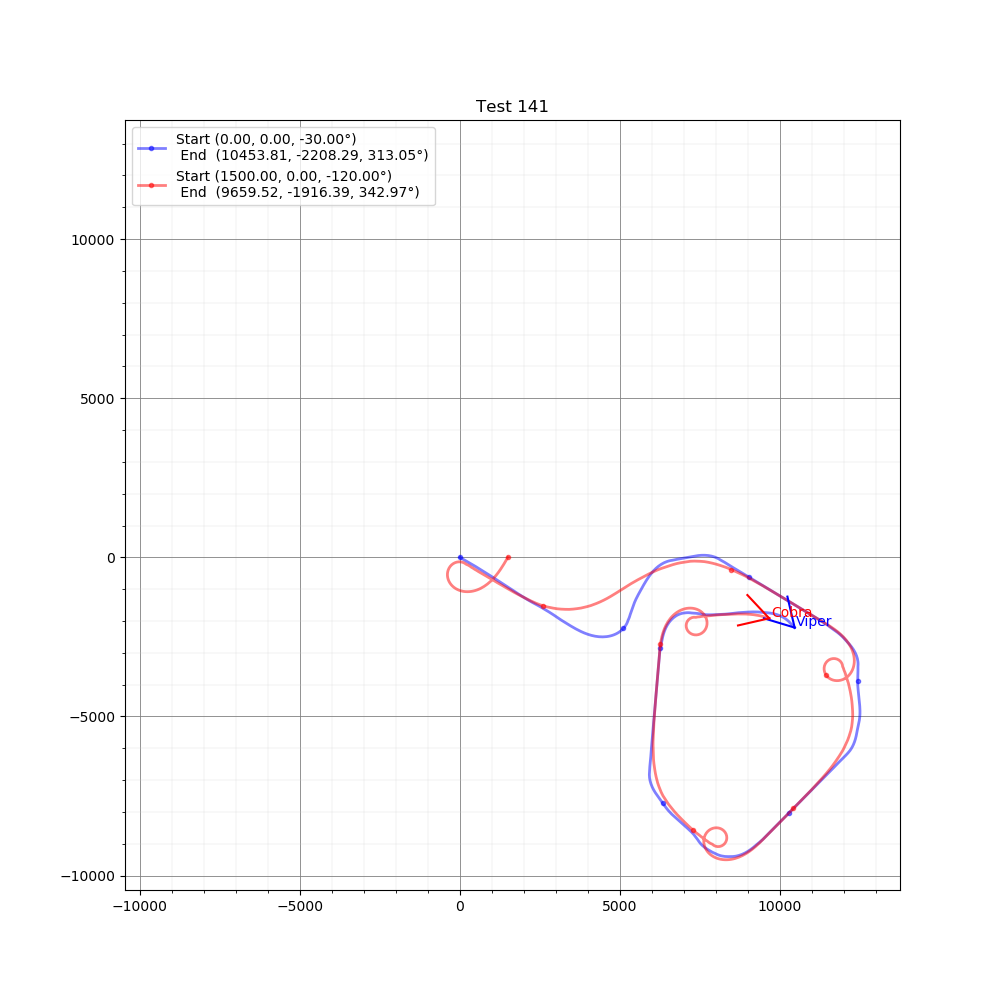 Test 141
Start (0.00, 0.00, -30.00°)
End (10453.81, -2208.29, 313.05°)
Start (1500.00, 0.00, -120.00°)
End (9659.52, -1916.39, 342.97°)
10000
5000
0
−5000
−10000
Cobra
Viper
−10000
−5000
0
5000
10000